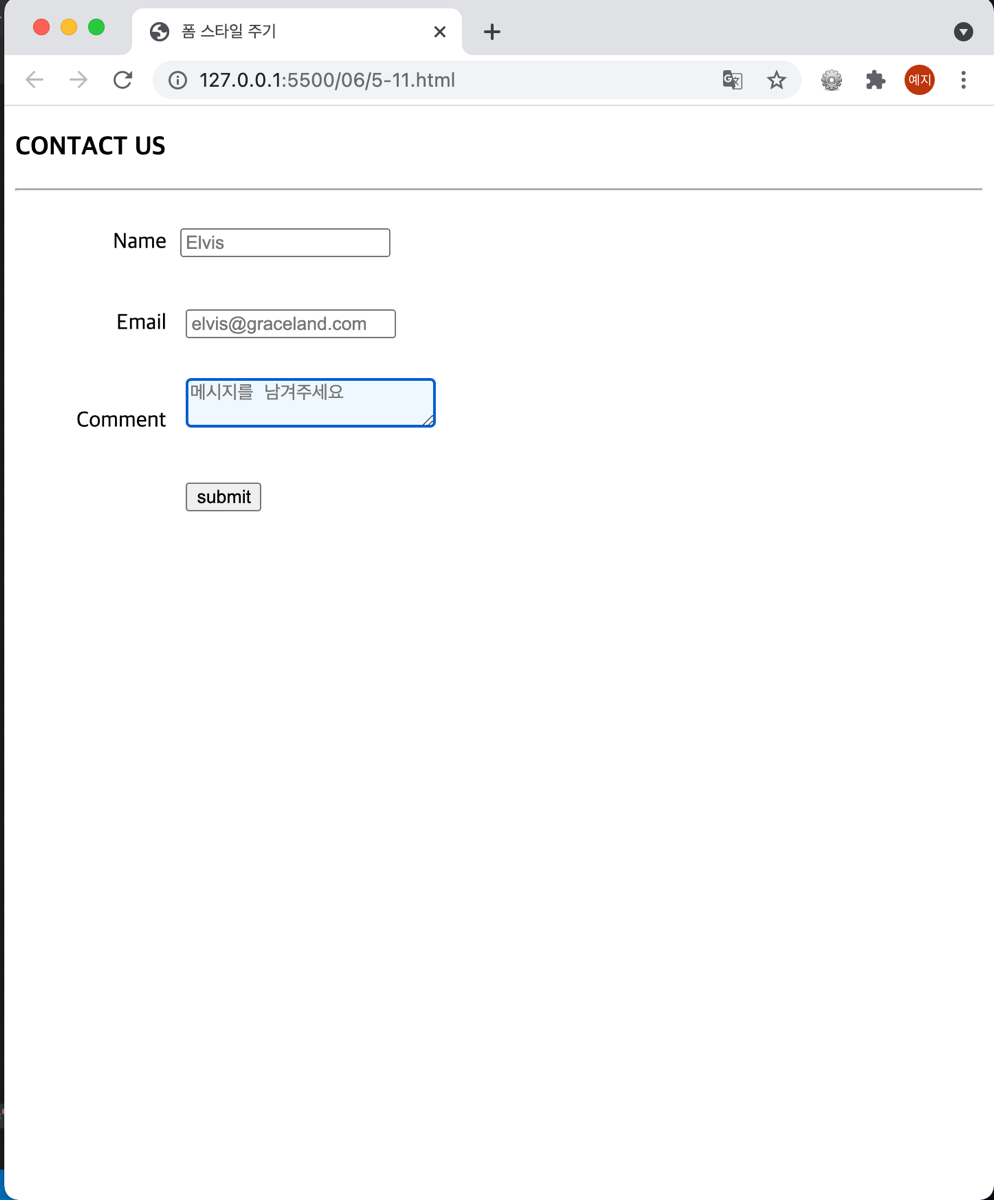 폼 스타일 주기
127.0.0.1:5500/06/5-11.html
예지
CONTACT US
Name Elvis
Email elvis@graceland.com
메시지를 남겨주세요
Comment
submit